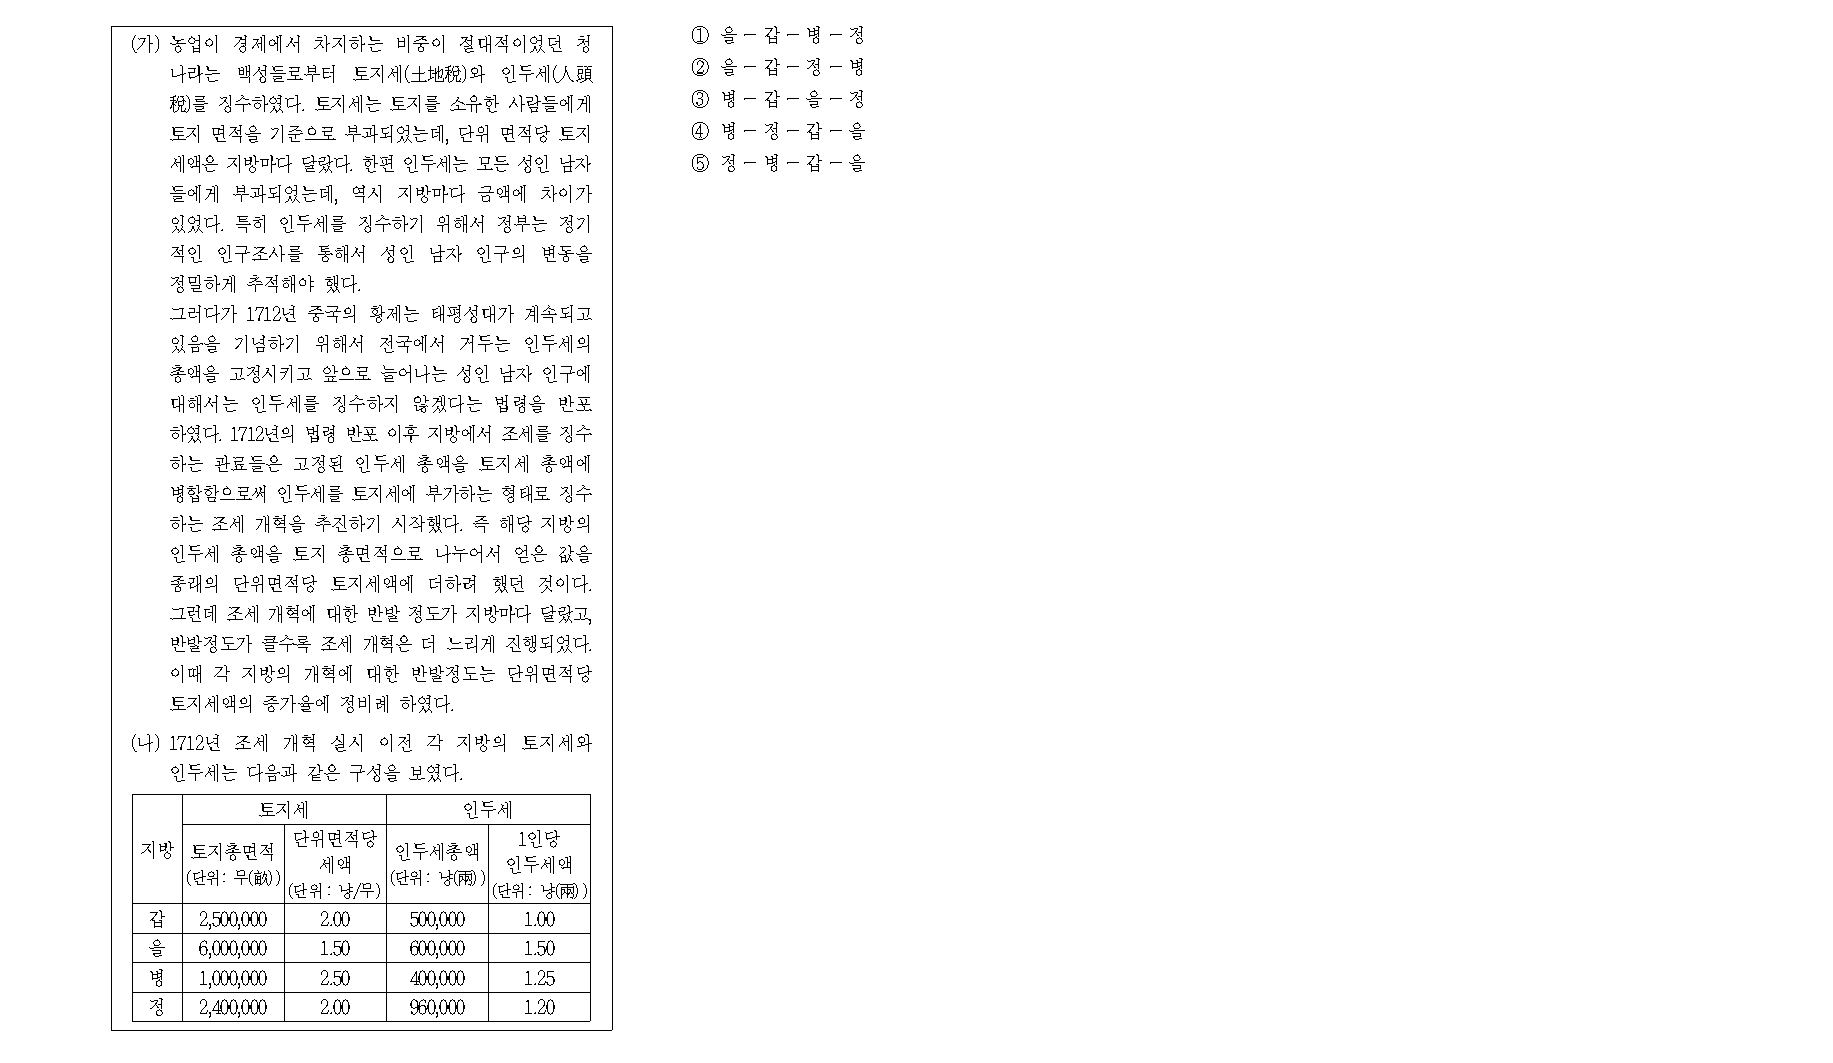 (가) 농업이 경제에서 차지하는 비중이 절대적이었던 청
나라는 백성들로부터 토지세(土地稅)와 인두세(人頭
稅)를 징수하였다. 토지세는 토지를 소유한 사람들에게
토지 면적을 기준으로 부과되었는데, 단위 면적당 토지
세액은 지방마다 달랐다. 한편 인두세는 모든 성인 남자
들에게 부과되었는데, 역시 지방마다 금액에 차이가
있었다. 특히 인두세를 징수하기 위해서 정부는 정기
적인 인구조사를 통해서 성인 남자 인구의 변동을
정밀하게 추적해야 했다.
그러다가 1712년 중국의 황제는 태평성대가 계속되고
있음을 기념하기 위해서 전국에서 거두는 인두세의
총액을 고정시키고 앞으로 늘어나는 성인 남자 인구에
대해서는 인두세를 징수하지 않겠다는 법령을 반포
하였다. 1712년의 법령 반포 이후 지방에서 조세를 징수
하는 관료들은 고정된 인두세 총액을 토지세 총액에
병합함으로써 인두세를 토지세에 부가하는 형태로 징수
하는 조세 개혁을 추진하기 시작했다. 즉 해당 지방의
인두세 총액을 토지 총면적으로 나누어서 얻은 값을
종래의 단위면적당 토지세액에 더하려 했던 것이다.
그런데 조세 개혁에 대한 반발 정도가 지방마다 달랐고,
반발정도가 클수록 조세 개혁은 더 느리게 진행되었다.
이때 각 지방의 개혁에 대한 반발정도는 단위면적당
토지세액의 증가율에 정비례 하였다.
(나) 1712년 조세 개혁 실시 이전 각 지방의 토지세와
인두세는 다음과 같은 구성을 보였다.
지방 토지세 인두세
토지총면적 (단위: 무(畝)) 단위면적당 세액 (단위: 냥/무) 인두세총액 (단위: 냥(兩)) 1인당 인두세액 (단위: 냥(兩))
갑 2,500,000 2.00 500,000 1.00
을 6,000,000 1.50 600,000 1.50
병 1,000,000 2.50 400,000 1.25
정 2,400,000 2.00 960,000 1.20
① 을-갑-병-정
② 을-갑-정-병
③ 병-갑-을-정
④ 병-정-갑-을
⑤ 정-병-갑-을